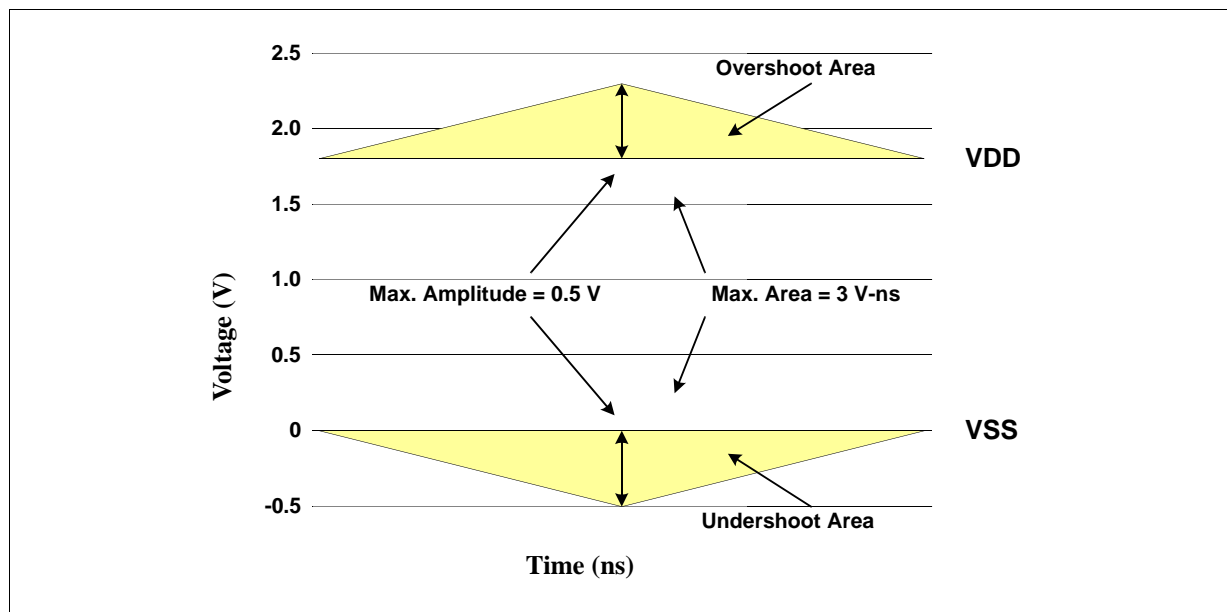 2.5
Overshoot Area
2.0
VDD
1.5
1.0
Max. Amplitude = 0.5 V
Max. Area = 3 V-ns
Voltage (V)
0.5
0
VSS
-0.5
Undershoot Area
Time (ns)